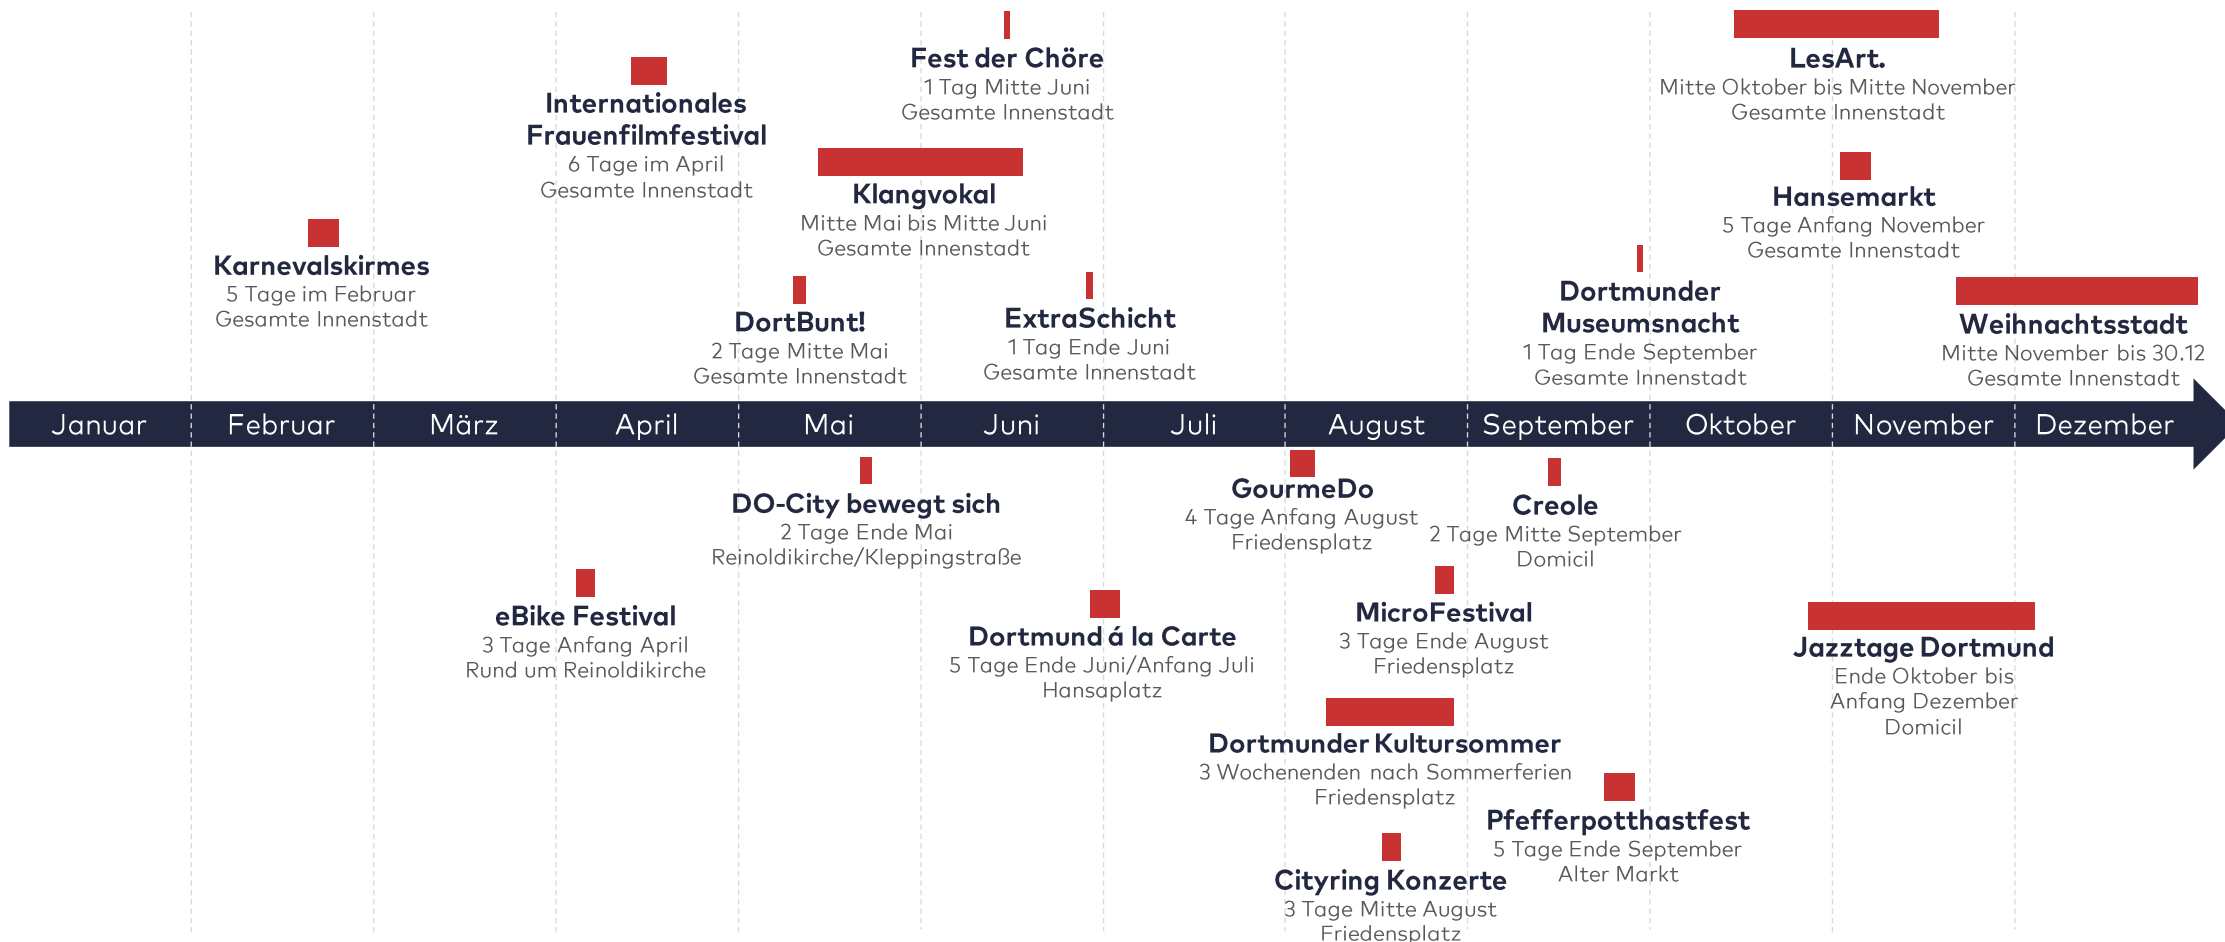 Fest der Chöre
1 Tag Mitte Juni
Gesamte Innenstadt
LesArt.
Mitte Oktober bis Mitte November
Gesamte Innenstadt
Internationales
Frauenfilmfestival
6 Tage im April
Gesamte Innenstadt
Klangvokal
Mitte Mai bis Mitte Juni
Gesamte Innenstadt
Hansemarkt
5 Tage Anfang November
Gesamte Innenstadt
Karnevalskirmes
5 Tage im Februar
Gesamte Innenstadt
DortBunt!
2 Tage Mitte Mai
Gesamte Innenstadt
ExtraSchicht
1 Tag Ende Juni
Gesamte Innenstadt
Dortmunder
Museumsnacht
1 Tag Ende September
Gesamte Innenstadt
Weihnachtsstadt
Mitte November bis 30.12
Gesamte Innenstadt
Januar Februar März April Mai Juni Juli August September Oktober November Dezember
DO-City bewegt sich
2 Tage Ende Mai
Reinoldikirche/Kleppingstraße
GourmeDo
4 Tage Anfang August
Friedensplatz
Creole
2 Tage Mitte September
Domicil
eBike Festival
3 Tage Anfang April
Rund um Reinoldikirche
Dortmund á la Carte
5 Tage Ende Juni/Anfang Juli
Hansaplatz
MicroFestival
3 Tage Ende August
Friedensplatz
Jazztage Dortmund
Ende Oktober bis
Anfang Dezember
Domicil
Dortmunder Kultursommer
3 Wochenenden nach Sommerferien
Friedensplatz
Pfefferpotthastfest
5 Tage Ende September
Alter Markt
Cityring Konzerte
3 Tage Mitte August
Friedensplatz